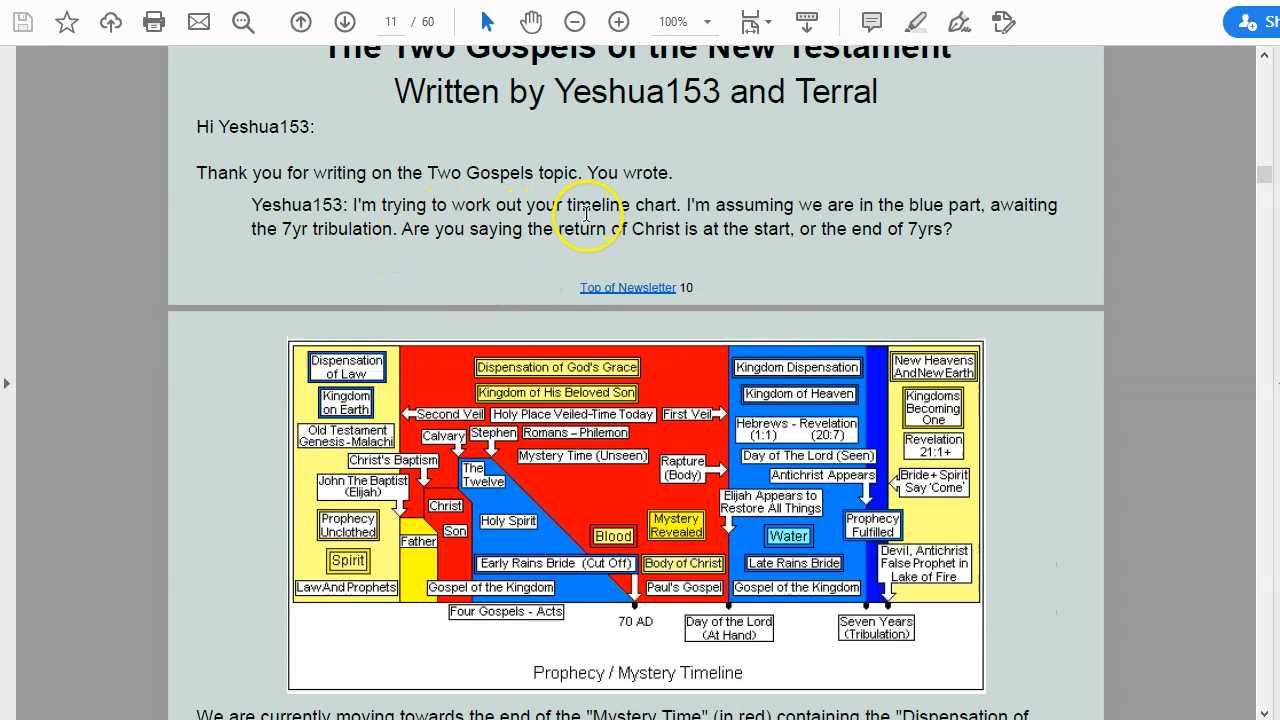 11 / 60
100%
Sh
The Two Gospels of the New Testament
Written by Yeshua153 and Terral
Hi Yeshua153:
Thank you for writing on the Two Gospels topic. You wrote.
Yeshua153: I'm trying to work out your timeline chart. I'm assuming we are in the blue part, awaiting
the 7yr tribulation. Are you saying the return of Christ is at the start, or the end of 7yrs?
Top of Newsletter 10
Dispensation
of Law
Kingdom
on Earth
Old Testament
Genesis - Malachi
Christ's Baptism
John The Baptist
(Elijah)
Prophecy
Unclothed
Spirit
Law And Prophets
Dispensation of God's Grace
Kingdom of His Beloved Son
Second Veil
Holy Place Veiled-Time Today
First Veil
Calvary
Stephen
Romans – Philemon
Mystery Time (Unseen)
Rapture
(Body)
The
Twelve
Christ
Son
Father
Holy Spirit
Blood
Mystery
Revealed
Early Rains Bride (Cut Off)
Body of Christ
Gospel of the Kingdom
Paul's Gospel
Four Gospels - Acts
70 AD
Kingdom Dispensation
Kingdom of Heaven
Hebrews - Revelation
(1:1) (20:7)
Day of The Lord (Seen)
Antichrist Appears
Elijah Appears to
Restore All Things
Water
Prophecy
Fulfilled
Late Rains Bride
Gospel of the Kingdom
Day of the Lord
(At Hand)
Seven Years
(Tribulation)
New Heavens
And New Earth
Kingdoms
Becoming
One
Revelation
21:1+
Bride + Spirit
Say 'Come'
Devil, Antichrist
False Prophet in
Lake of Fire
Prophecy / Mystery Timeline
We are currently moving towards the end of the "Mystery Time" (in red) containing the "Dispensation of